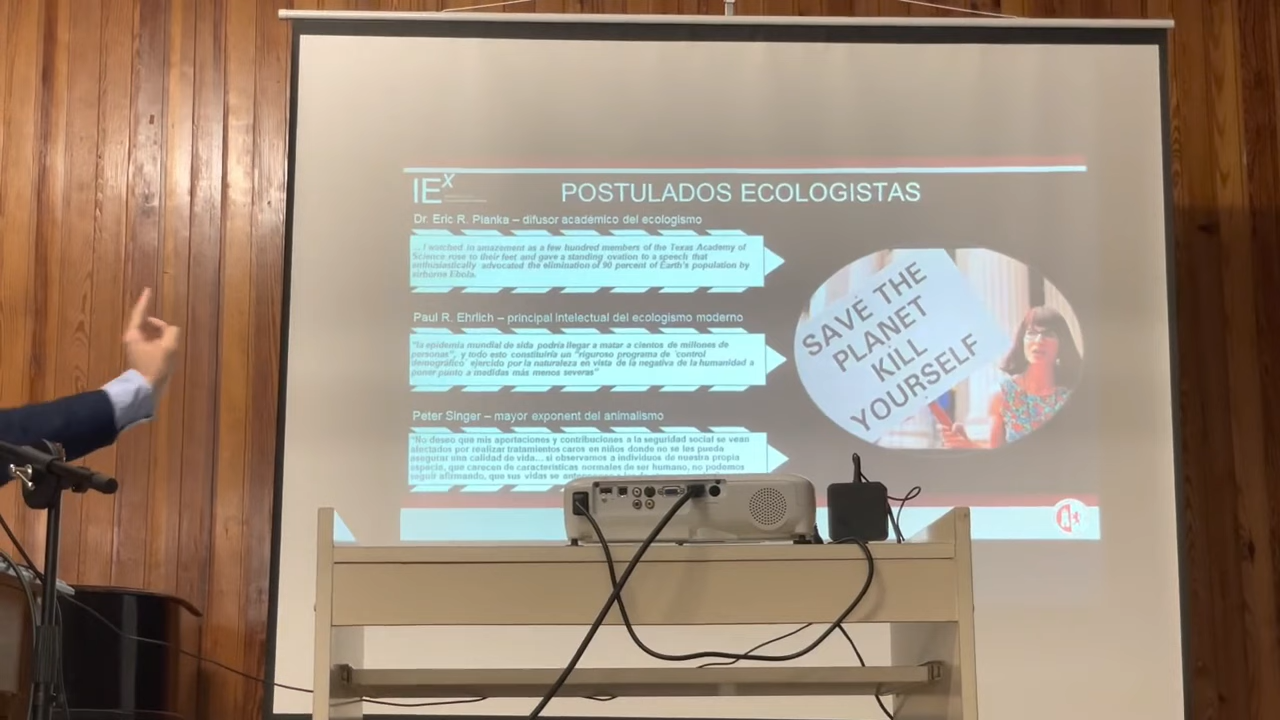 IEx
POSTULADOS ECOLOGISTAS
Dr. Eric R. Pianka – difusor académico del ecologismo
...I watched in amazement as a few hundred members of the Texas Academy of
Science rose to their feet and gave a standing ovation to a speech that
enthusiastically advocated the elimination of 90 percent of Earth's population by
airborne Ebola.
Paul R. Ehrlich – principal intelectual del ecologismo moderno
"la epidemia mundial de sida podría llegar a matar a cientos de millones de
personas", y todo esto constituiría un "riguroso programa de 'control
demográfico' ejercido por la naturaleza en vista de la negativa de la humanidad a
poner punto a medidas más menos severas"
Peter Singer – mayor exponent del animalismo
"No deseo que mis aportaciones y contribuciones a la seguridad social se vean
afectados por realizar tratamientos caros en niños donde no se les pueda
asegurar una calidad de vida... si observamos a individuos de nuestra propia
especie, que carecen de características normales de ser humano, no podemos
seguir afirmando, que sus vidas se
SAVE THE
PLANET
KILL
YOURSELF